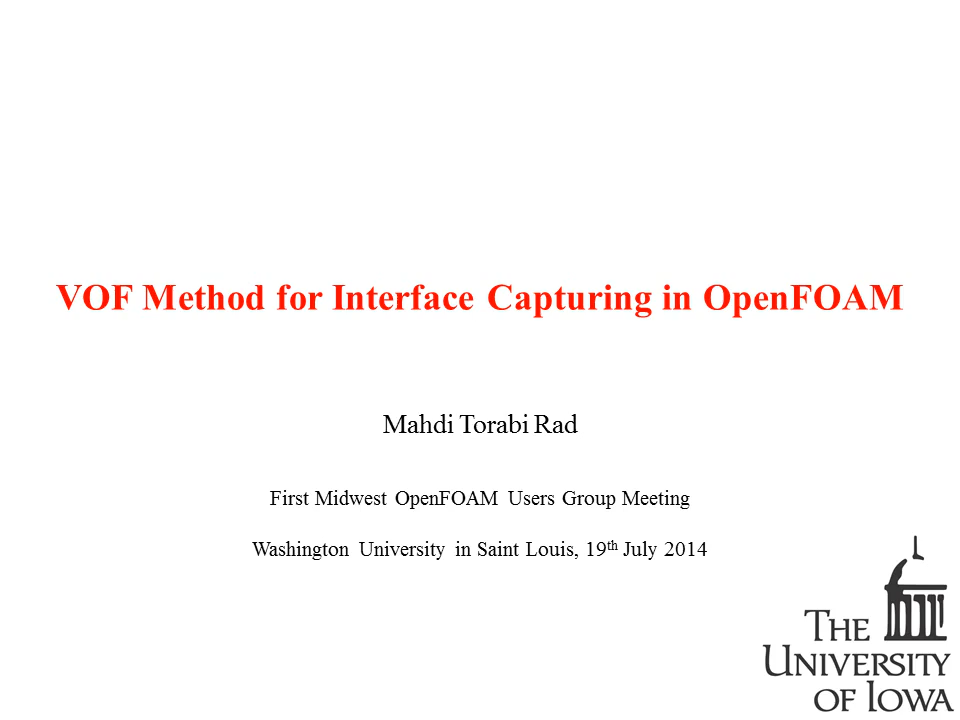 VOF Method for Interface Capturing in OpenFOAM
Mahdi Torabi Rad
First Midwest OpenFOAM Users Group Meeting
Washington University in Saint Louis, 19th July 2014
THE
UNIVERSITY
OF IOWA